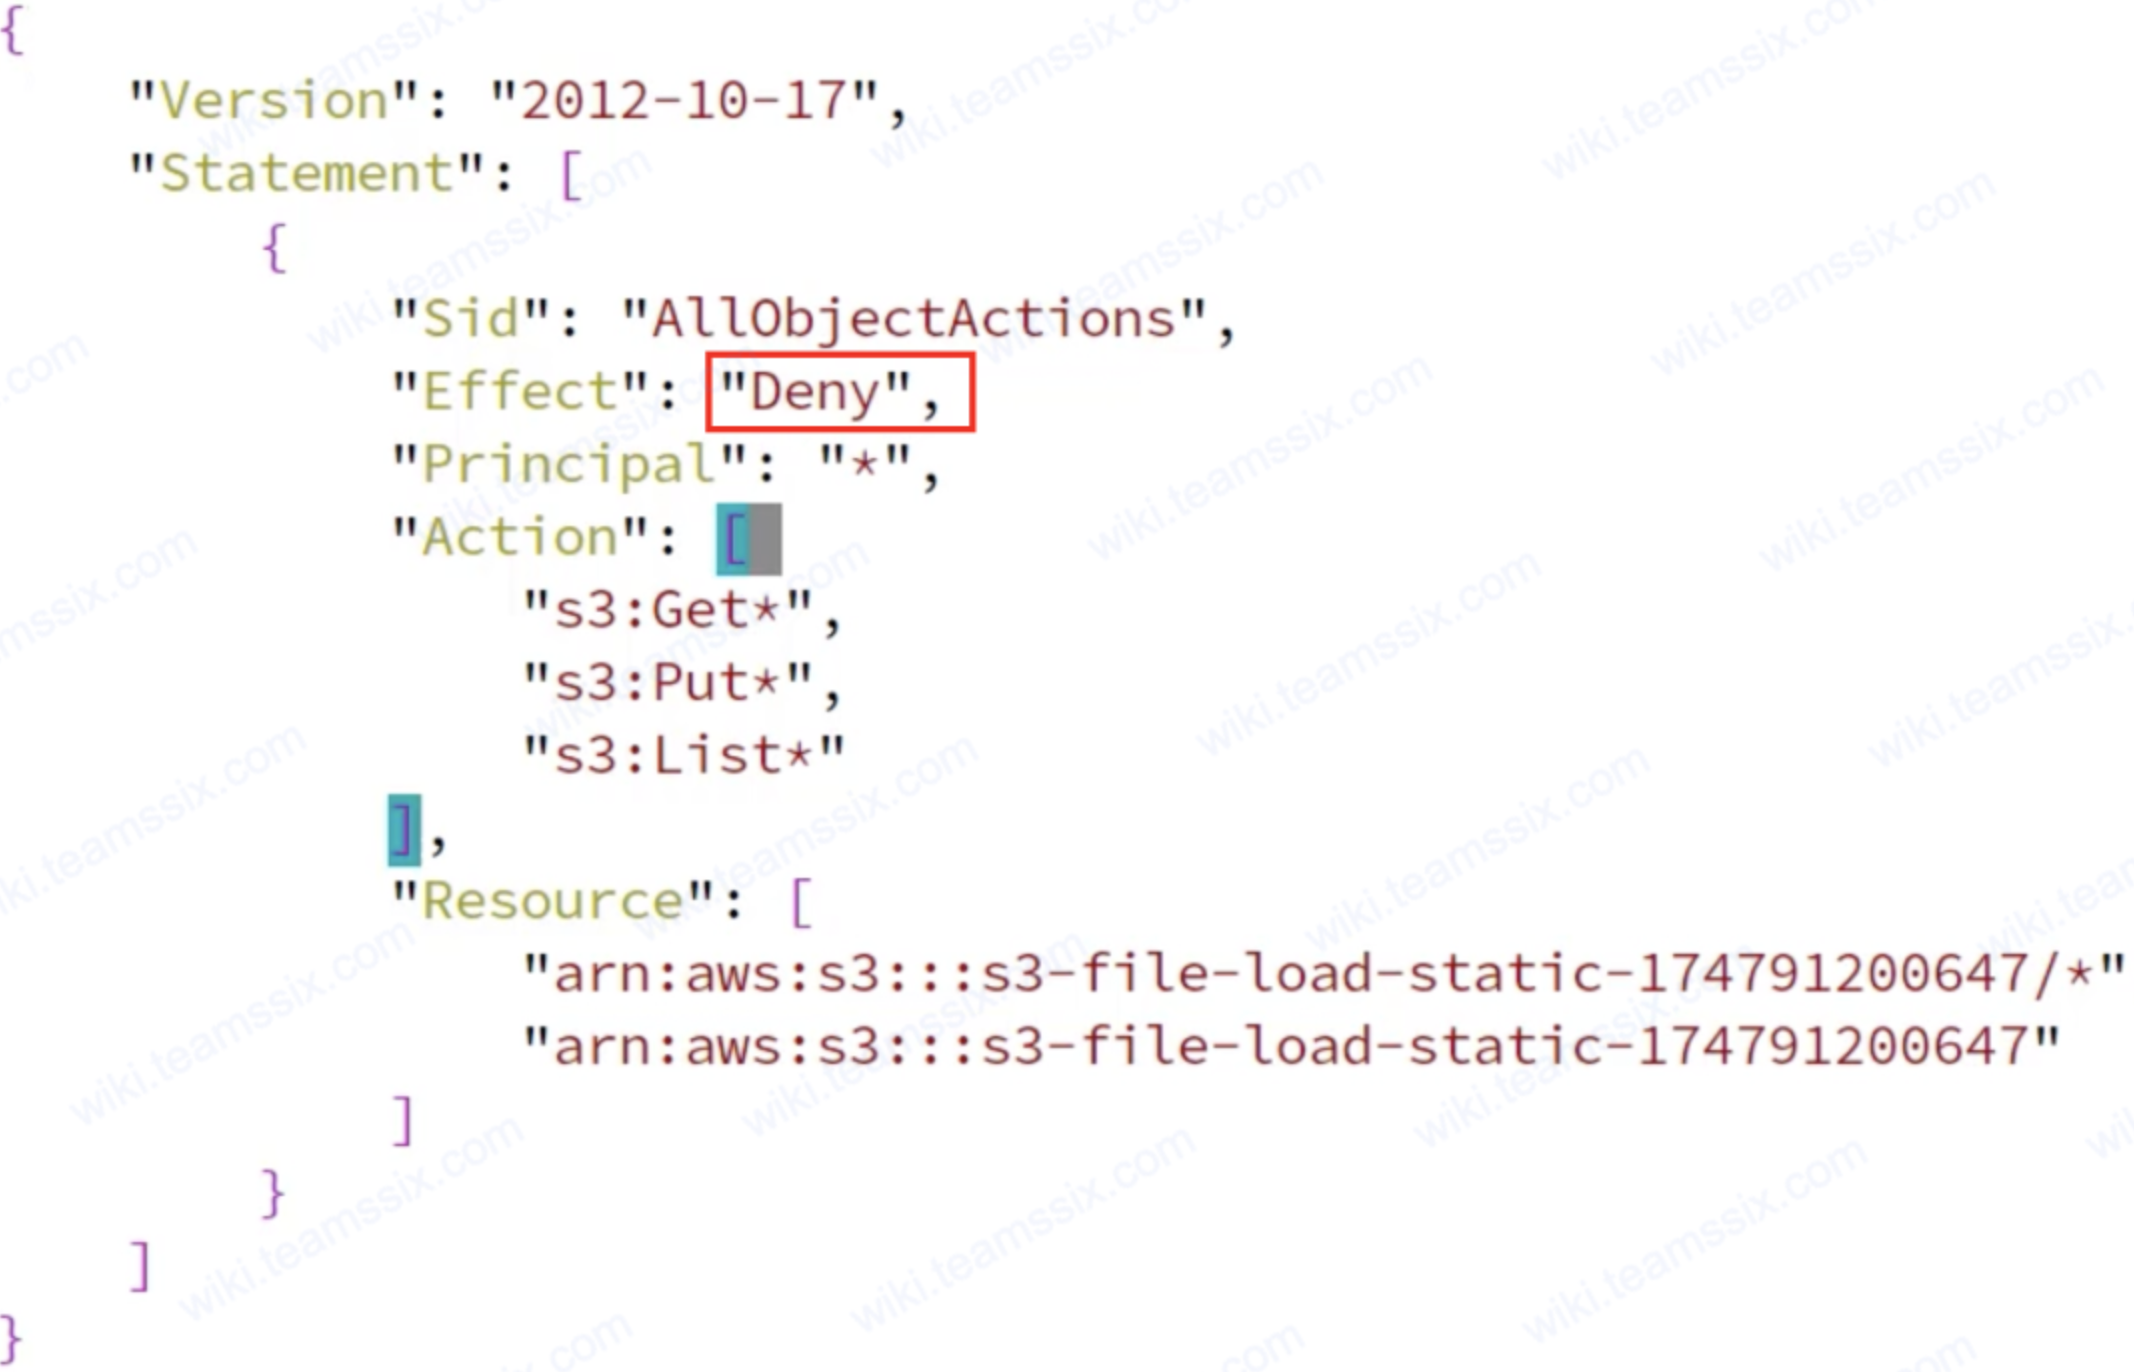 {
    "Version": "2012-10-17",
    "Statement": [
        {
            "Sid": "AllObjectActions",
            "Effect": "Deny",
            "Principal": "*",
            "Action": [
                "s3:Get*",
                "s3:Put*",
                "s3:List*"
            ],
            "Resource": [
                "arn:aws:s3:::s3-file-load-static-174791200647/*"
                "arn:aws:s3:::s3-file-load-static-174791200647"
            ]
        }
    ]
}
wiki.teamssix.com